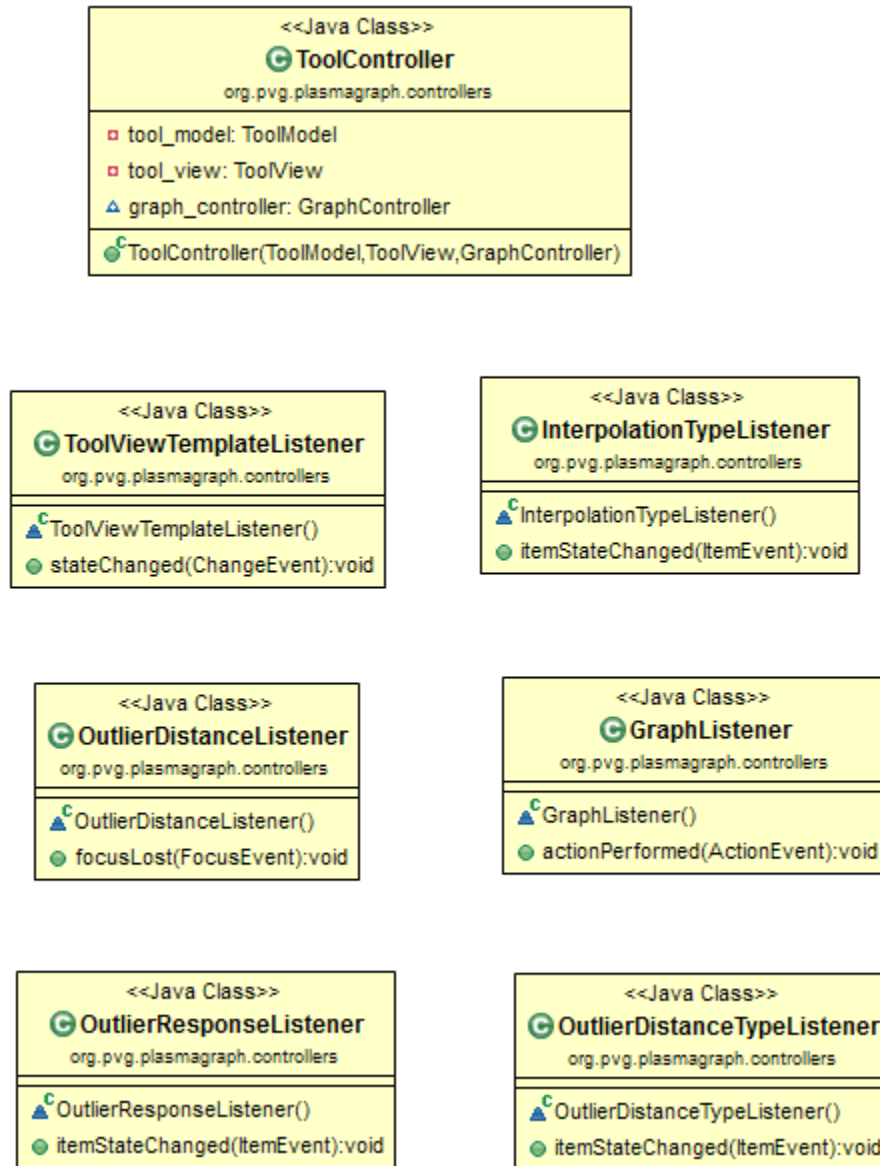 <<Java Class>>
ToolController
org.pvg.plasmagraph.controllers
tool_model: ToolModel
tool_view: ToolView
graph_controller: GraphController
ToolController(ToolModel,ToolView,GraphController)
<<Java Class>>
ToolViewTemplateListener
org.pvg.plasmagraph.controllers
ToolViewTemplateListener()
stateChanged(ChangeEvent):void
<<Java Class>>
InterpolationTypeListener
org.pvg.plasmagraph.controllers
InterpolationTypeListener()
itemStateChanged(ItemEvent):void
<<Java Class>>
OutlierDistanceListener
org.pvg.plasmagraph.controllers
OutlierDistanceListener()
focusLost(FocusEvent):void
<<Java Class>>
GraphListener
org.pvg.plasmagraph.controllers
GraphListener()
actionPerformed(ActionEvent):void
<<Java Class>>
OutlierResponseListener
org.pvg.plasmagraph.controllers
OutlierResponseListener()
itemStateChanged(ItemEvent):void
<<Java Class>>
OutlierDistanceTypeListener
org.pvg.plasmagraph.controllers
OutlierDistanceTypeListener()
itemStateChanged(ItemEvent):void